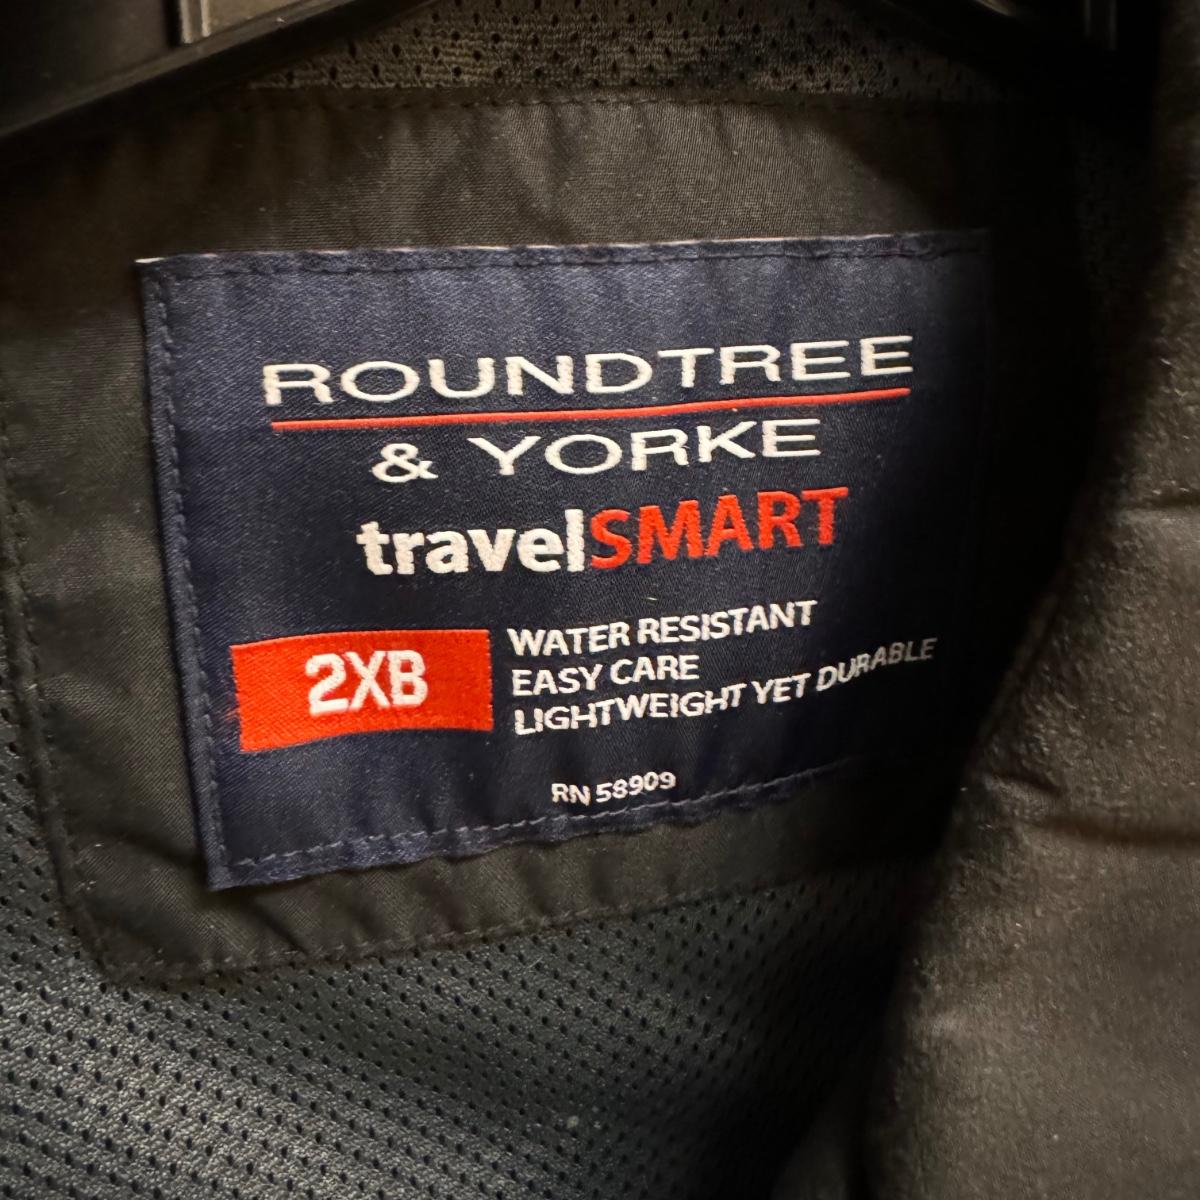 ROUNDTREE
& YORKE
travelSMART
2XB
WATER RESISTANT
EASY CARE
LIGHTWEIGHT YET DURABLE
RN 58909